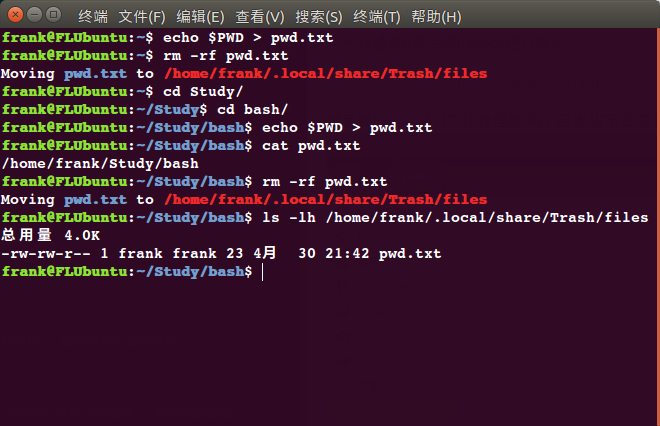 终端 文件(F) 编辑(E) 查看(V) 搜索(S) 终端(T) 帮助(H)
frank@FLUbuntu:~$ echo $PWD > pwd.txt
frank@FLUbuntu:~$ rm -rf pwd.txt
Moving pwd.txt to /home/frank/.local/share/Trash/files
frank@FLUbuntu:~$ cd Study/
frank@FLUbuntu:~/Study$ cd bash/
frank@FLUbuntu:~/Study/bash$ echo $PWD > pwd.txt
frank@FLUbuntu:~/Study/bash$ cat pwd.txt
/home/frank/Study/bash
frank@FLUbuntu:~/Study/bash$ rm -rf pwd.txt
Moving pwd.txt to /home/frank/.local/share/Trash/files
frank@FLUbuntu:~/Study/bash$ ls -lh /home/frank/.local/share/Trash/files
总用量 4.0K
-rw-rw-r-- 1 frank frank 23 4月  30 21:42 pwd.txt
frank@FLUbuntu:~/Study/bash$